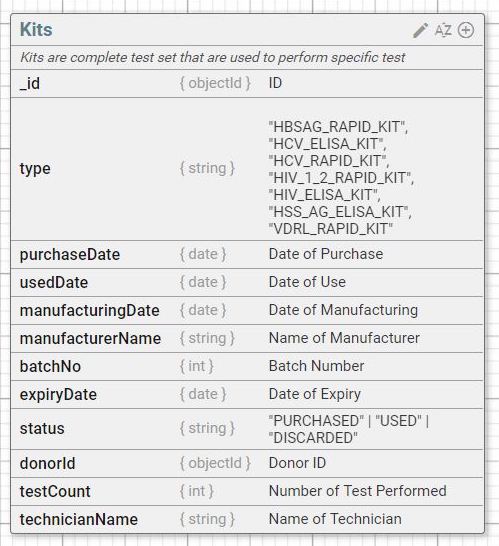 Kits
Kits are complete test set that are used to perform specific test
_id { objectId } ID
type { string } "HBSAG_RAPID_KIT",
"HCV_ELISA_KIT",
"HCV_RAPID_KIT",
"HIV_1_2_RAPID_KIT",
"HIV_ELISA_KIT",
"HSS_AG_ELISA_KIT",
"VDRL_RAPID_KIT"
purchaseDate { date } Date of Purchase
usedDate { date } Date of Use
manufacturingDate { date } Date of Manufacturing
manufacturerName { string } Name of Manufacturer
batchNo { int } Batch Number
expiryDate { date } Date of Expiry
status { string } "PURCHASED" | "USED" |
"DISCARDED"
donorId { objectId } Donor ID
testCount { int } Number of Test Performed
technicianName { string } Name of Technician